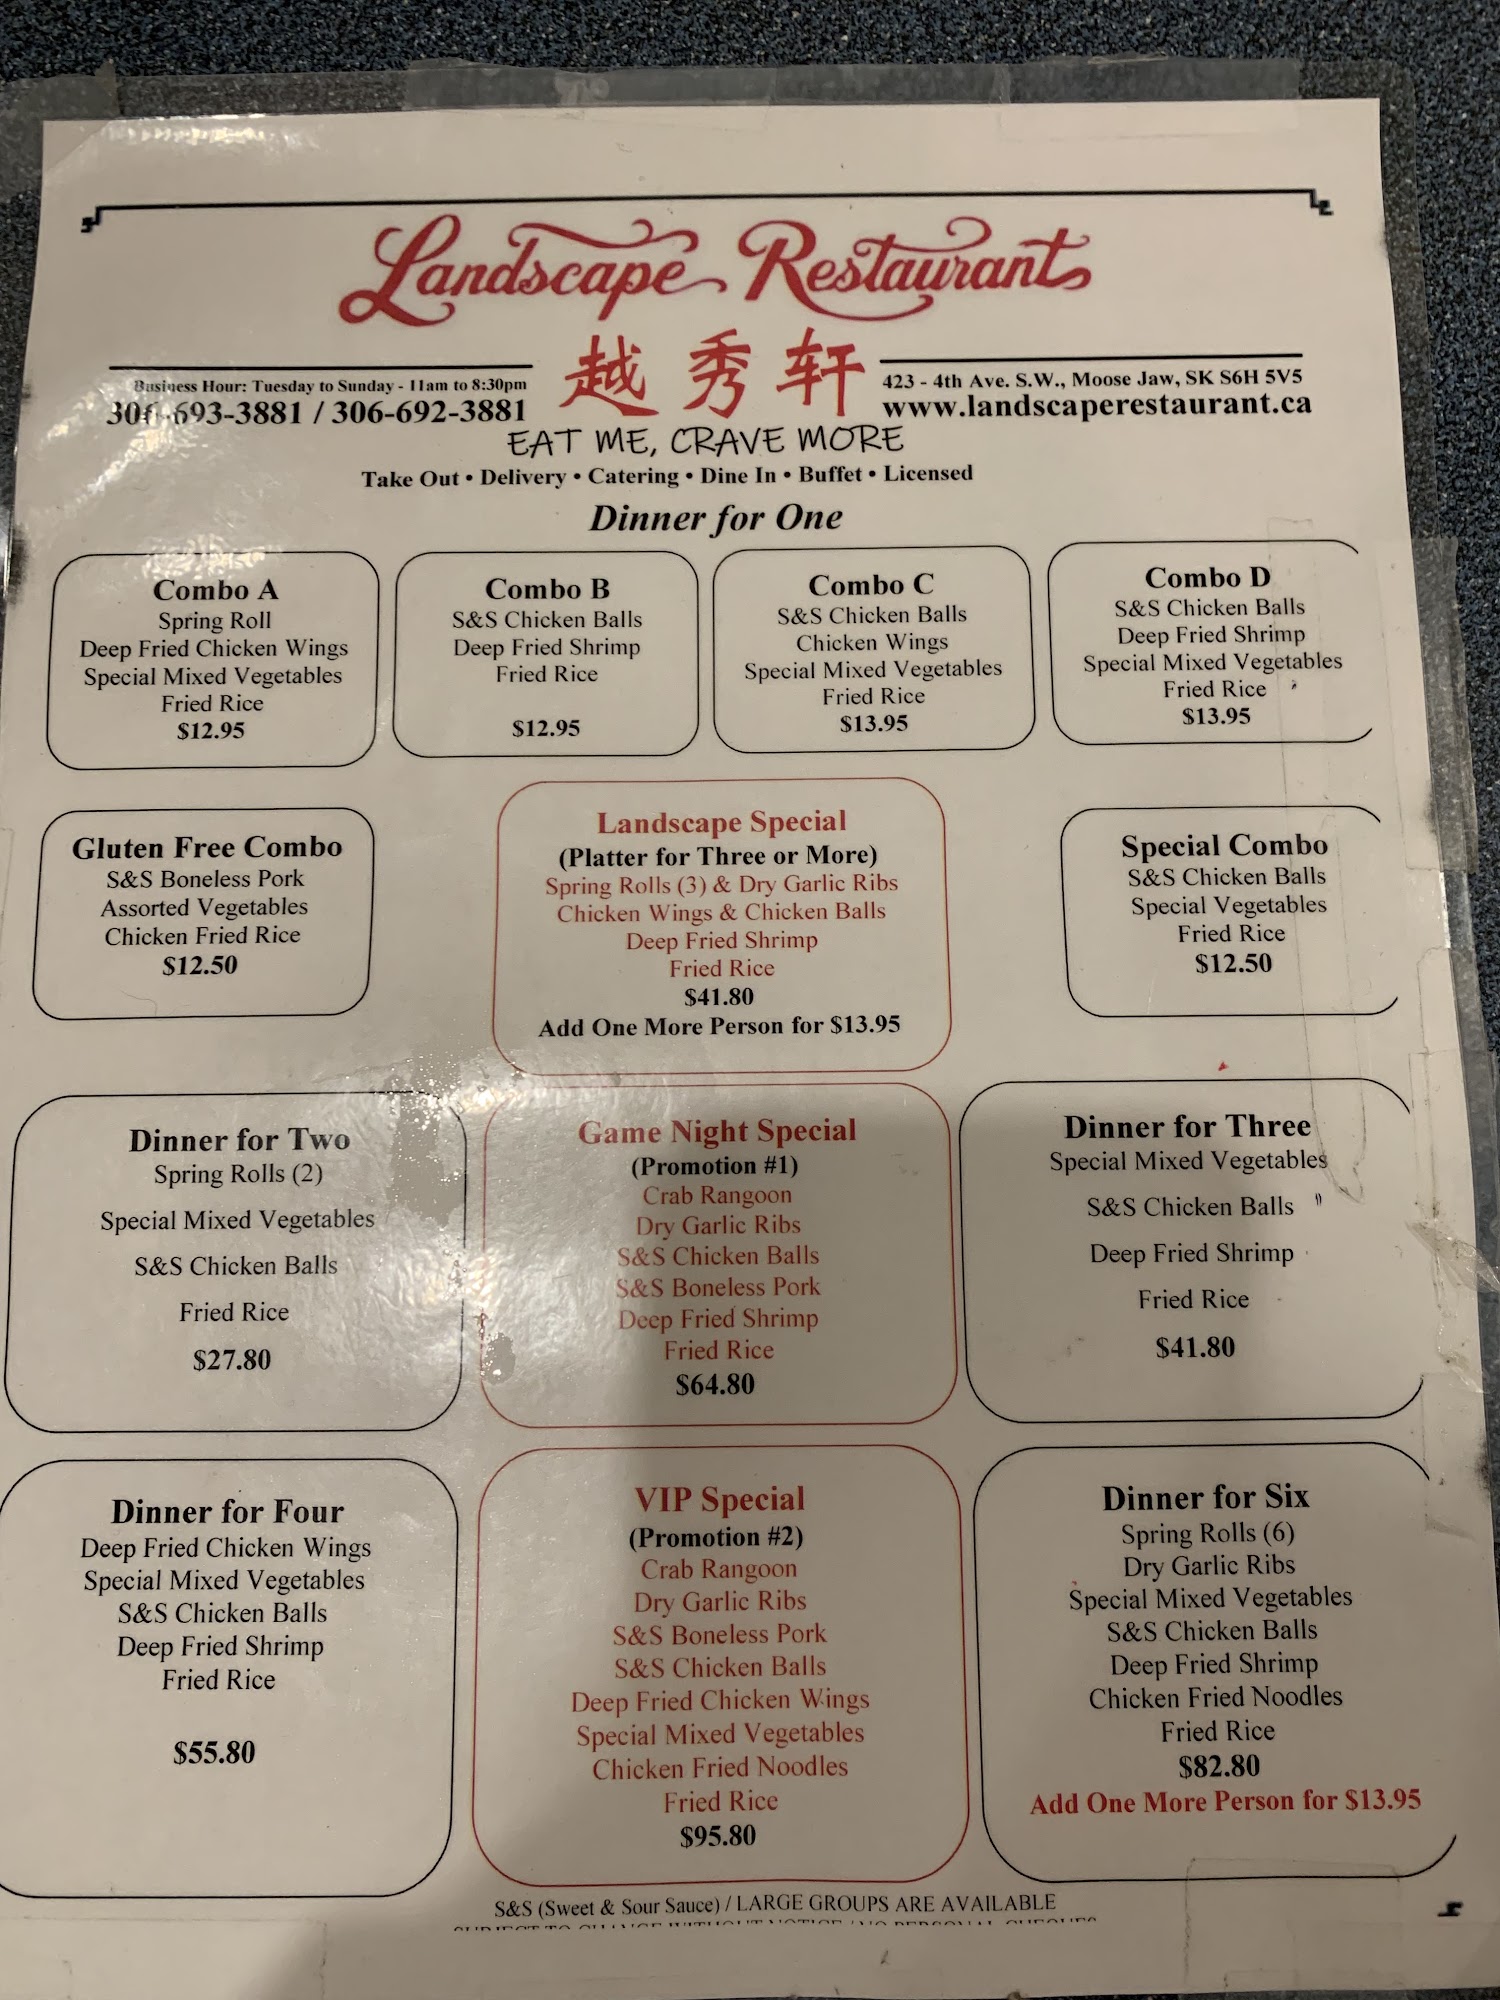 Landscape Restaurant
越秀轩
Business Hour: Tuesday to Sunday - 11am to 8:30pm
306-693-3881 / 306-692-3881
423 - 4th Ave. S.W., Moose Jaw, SK S6H 5V5
www.landscaperestaurant.ca
EAT ME, CRAVE MORE
Take Out • Delivery • Catering • Dine In • Buffet • Licensed
Dinner for One
Combo A
Spring Roll
Deep Fried Chicken Wings
Special Mixed Vegetables
Fried Rice
$12.95
Combo B
S&S Chicken Balls
Deep Fried Shrimp
Fried Rice
$12.95
Combo C
S&S Chicken Balls
Chicken Wings
Special Mixed Vegetables
Fried Rice
$13.95
Combo D
S&S Chicken Balls
Deep Fried Shrimp
Special Mixed Vegetables
Fried Rice
$13.95
Gluten Free Combo
S&S Boneless Pork
Assorted Vegetables
Chicken Fried Rice
$12.50
Landscape Special
(Platter for Three or More)
Spring Rolls (3) & Dry Garlic Ribs
Chicken Wings & Chicken Balls
Deep Fried Shrimp
Fried Rice
$41.80
Add One More Person for $13.95
Special Combo
S&S Chicken Balls
Special Vegetables
Fried Rice
$12.50
Dinner for Two
Spring Rolls (2)
Special Mixed Vegetables
S&S Chicken Balls
Fried Rice
$27.80
Game Night Special
(Promotion #1)
Crab Rangoon
Dry Garlic Ribs
S&S Chicken Balls
S&S Boneless Pork
Deep Fried Shrimp
Fried Rice
$64.80
Dinner for Three
Special Mixed Vegetables
S&S Chicken Balls
Deep Fried Shrimp
Fried Rice
$41.80
Dinner for Four
Deep Fried Chicken Wings
Special Mixed Vegetables
S&S Chicken Balls
Deep Fried Shrimp
Fried Rice
$55.80
VIP Special
(Promotion #2)
Crab Rangoon
Dry Garlic Ribs
S&S Boneless Pork
S&S Chicken Balls
Deep Fried Chicken Wings
Special Mixed Vegetables
Chicken Fried Noodles
Fried Rice
$95.80
Dinner for Six
Spring Rolls (6)
Dry Garlic Ribs
Special Mixed Vegetables
S&S Chicken Balls
Deep Fried Shrimp
Chicken Fried Noodles
Fried Rice
$82.80
Add One More Person for $13.95
S&S (Sweet & Sour Sauce) / LARGE GROUPS ARE AVAILABLE
SUBJECT TO CHANGE WITHOUT NOTICE / NO PERSONAL CHEQUES